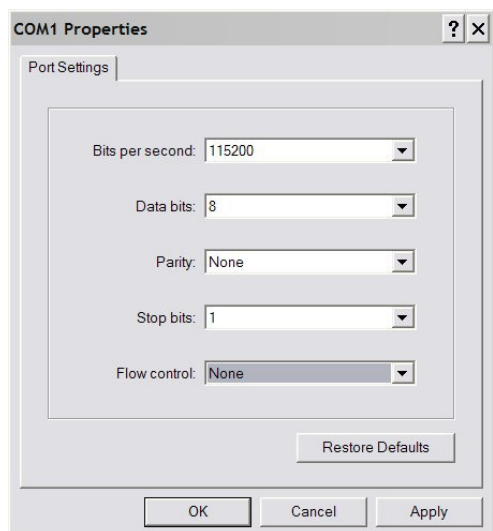 COM1 Properties
Port Settings
Bits per second: 115200
Data bits: 8
Parity: None
Stop bits: 1
Flow control: None
Restore Defaults
OK Cancel Apply